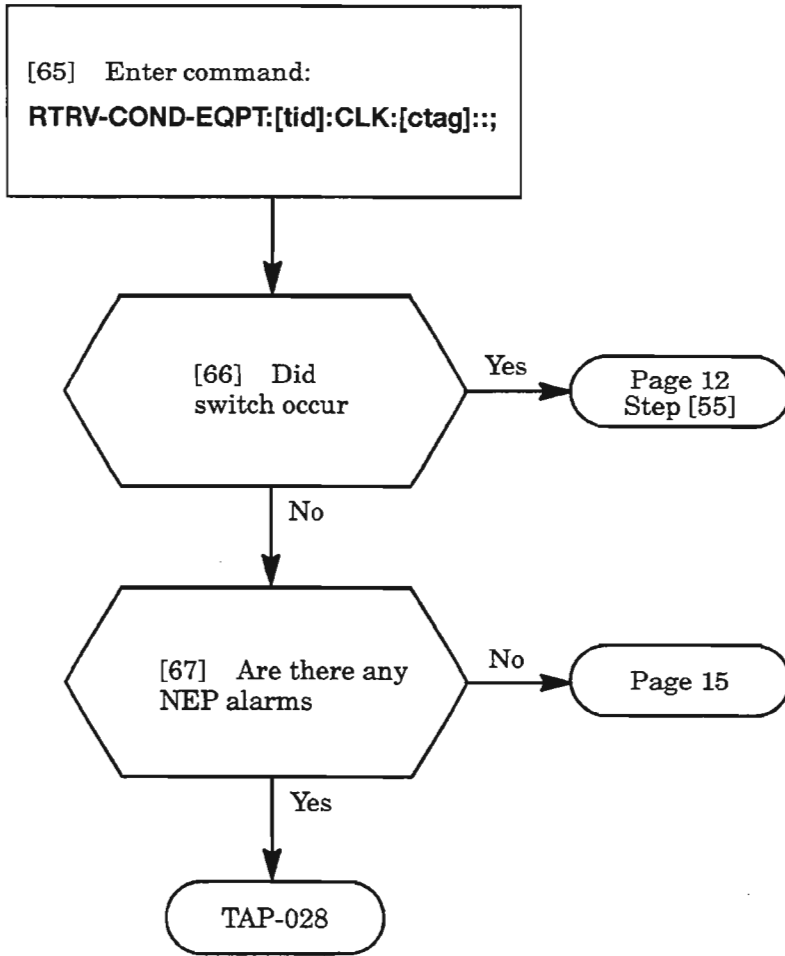 [65] Enter command:
RTRV-COND-EQPT:[tid]:CLK:[ctag]::;
[66] Did
switch occur
Yes
Page 12
Step [55]
No
[67] Are there any
NEP alarms
No
Page 15
Yes
TAP-028